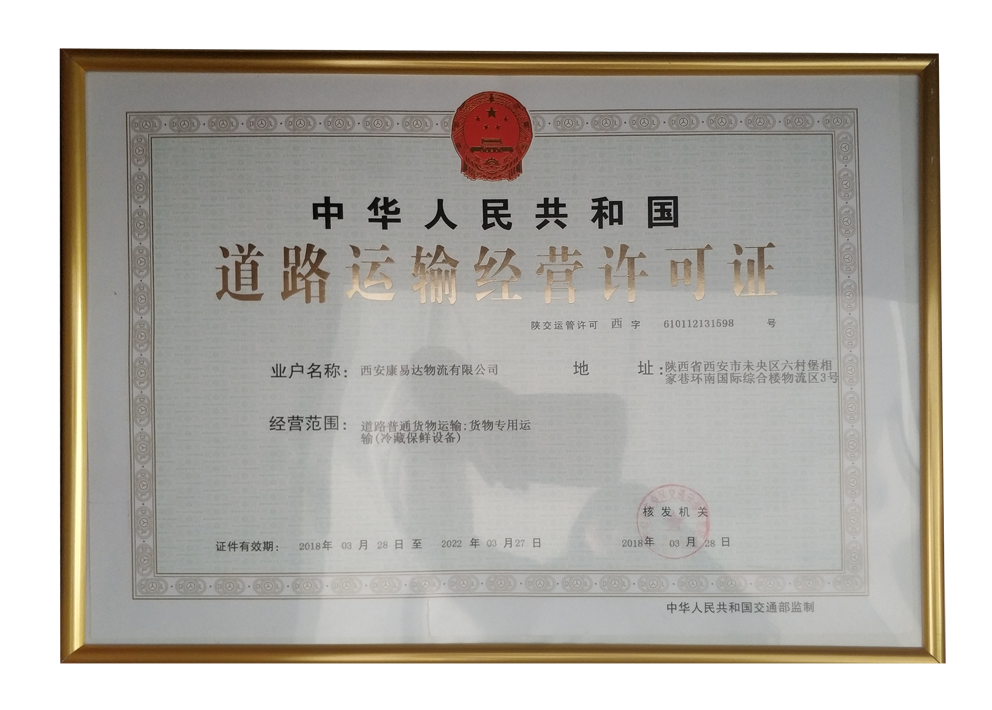 中华人民共和国
道路运输经营许可证
陕交运管许可 西 字 610112131598 号
业户名称: 西安康易达物流有限公司
地 址: 陕西省西安市未央区六村堡相
家巷环南国际综合楼物流区3号
经营范围: 道路普通货物运输;货物专用运
输(冷藏保鲜设备)
核发机关
证件有效期: 2018年 03 月 28 日 至 2022 年 03 月 27 日
2018年 03 月 28 日
中华人民共和国交通部监制